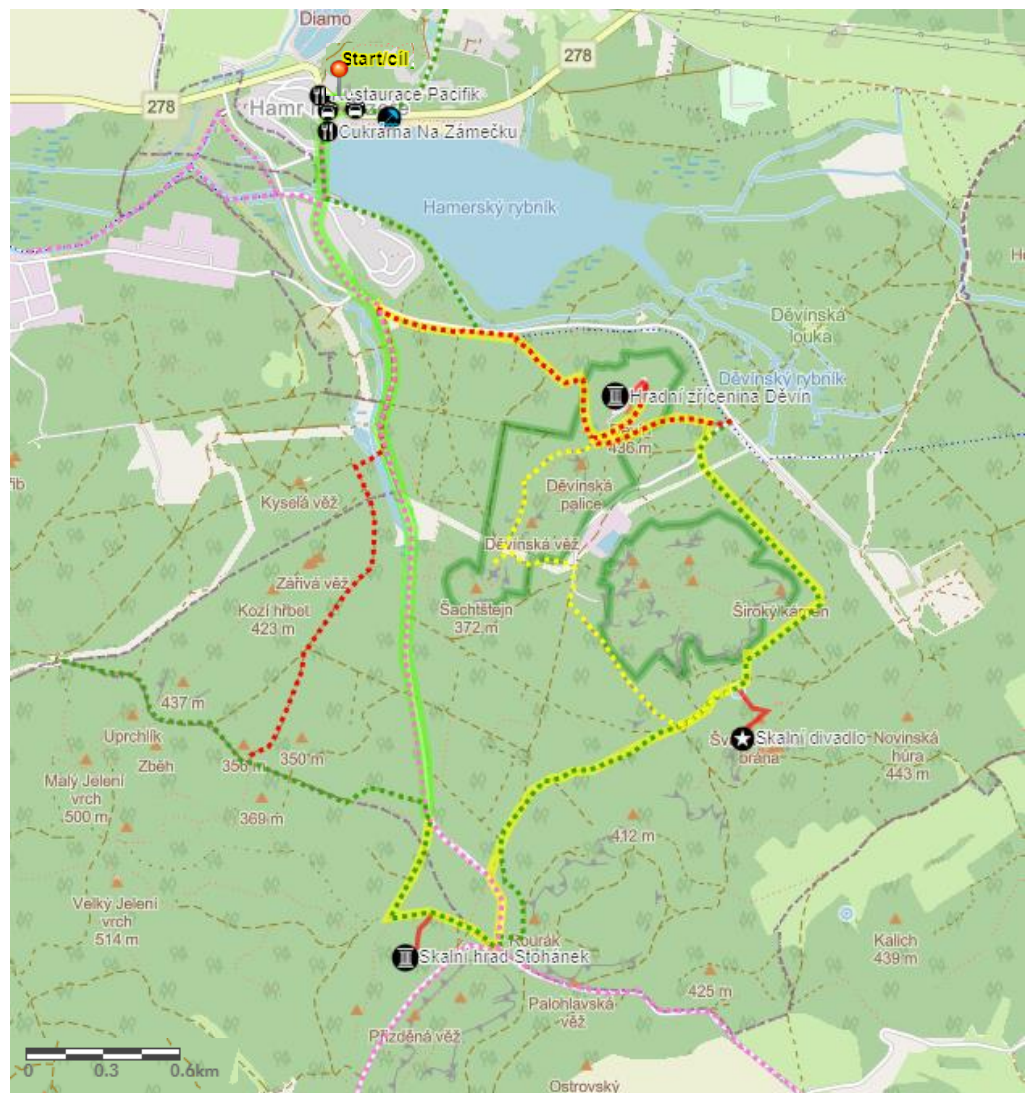 Diamo
Start/cíl
278
278
Restaurace Pacifik
Hamr
Cukrárna Na Zámečku
Hamerský rybník
Děvínská
louka
Děvínský rybník
Hradní zřícenina Děvín
436 m
Děvínská
palice
Kyselá věž
Děvínská věž
Zářivá věž
Kozí hřbet
423 m
Šachtštejn
372 m
Široký kámen
437 m
Uprchlík
Zběh
350 m
356 m
Skalní divadlo
brána
Novinská
hůra
443 m
Malý Jelení
vrch
500 m
369 m
412 m
Velký Jelení
vrch
514 m
Kourák
Kalich
439 m
Skalní hrad Stohánek
425 m
Palohlavská
věž
Přízděná věž
Ostrovský
0
0.3
0.6km